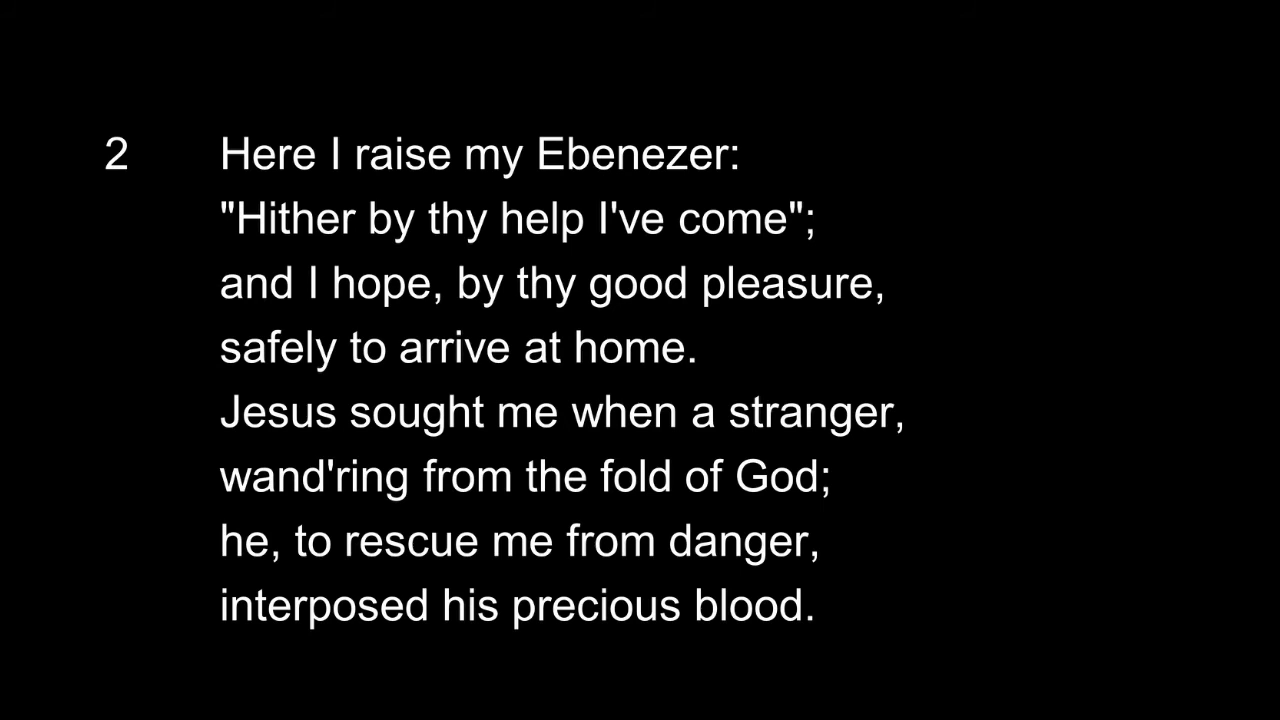 2 Here I raise my Ebenezer:
"Hither by thy help I've come";
and I hope, by thy good pleasure,
safely to arrive at home.
Jesus sought me when a stranger,
wand'ring from the fold of God;
he, to rescue me from danger,
interposed his precious blood.